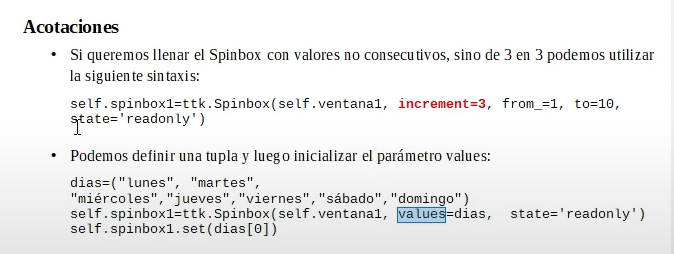 Acotaciones
• Si queremos llenar el Spinbox con valores no consecutivos, sino de 3 en 3 podemos utilizar
la siguiente sintaxis:
self.spinbox1=ttk.Spinbox(self.ventana1, increment=3, from_=1, to=10,
state='readonly')
• Podemos definir una tupla y luego inicializar el parámetro values:
dias=("lunes", "martes",
"miércoles","jueves","viernes","sábado","domingo")
self.spinbox1=ttk.Spinbox(self.ventana1, values=dias, state='readonly')
self.spinbox1.set(dias[0])